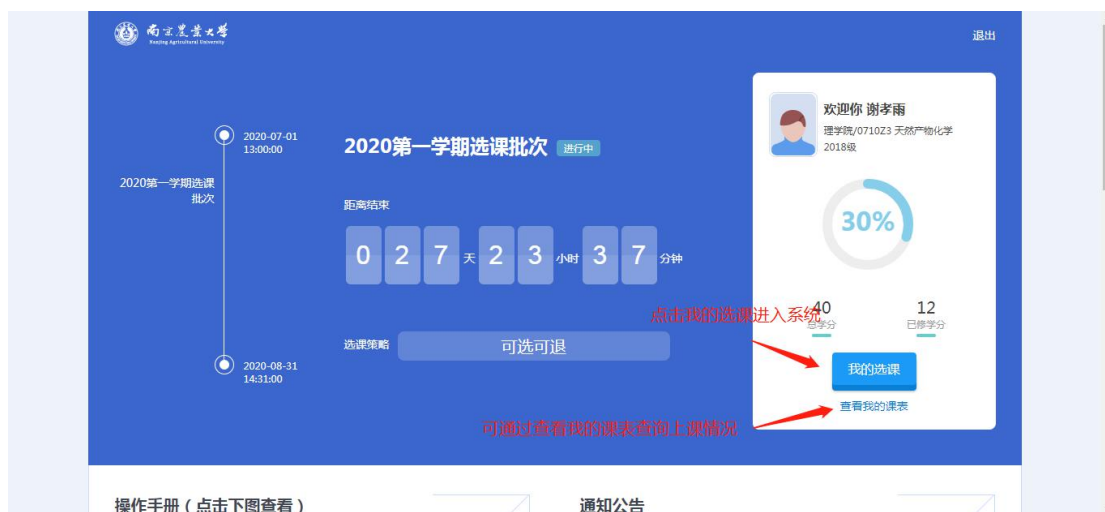 南京农业大学
Nanjing Agricultural University
退出
2020-07-01
13:00:00
2020第一学期选课
批次
2020-08-31
14:31:00
2020第一学期选课批次 进行中
距离结束
0 2 7 天 2 3 小时 3 7 分钟
选课策略 可选可退
欢迎你 谢孝雨
理学院/0710Z3 天然产物化学
2018级
30%
40 12
总学分 已修学分
点击我的选课进入系统
我的选课
查看我的课表
可通过查看我的课表查询上课情况
操作手册（点击下图查看） 通知公告